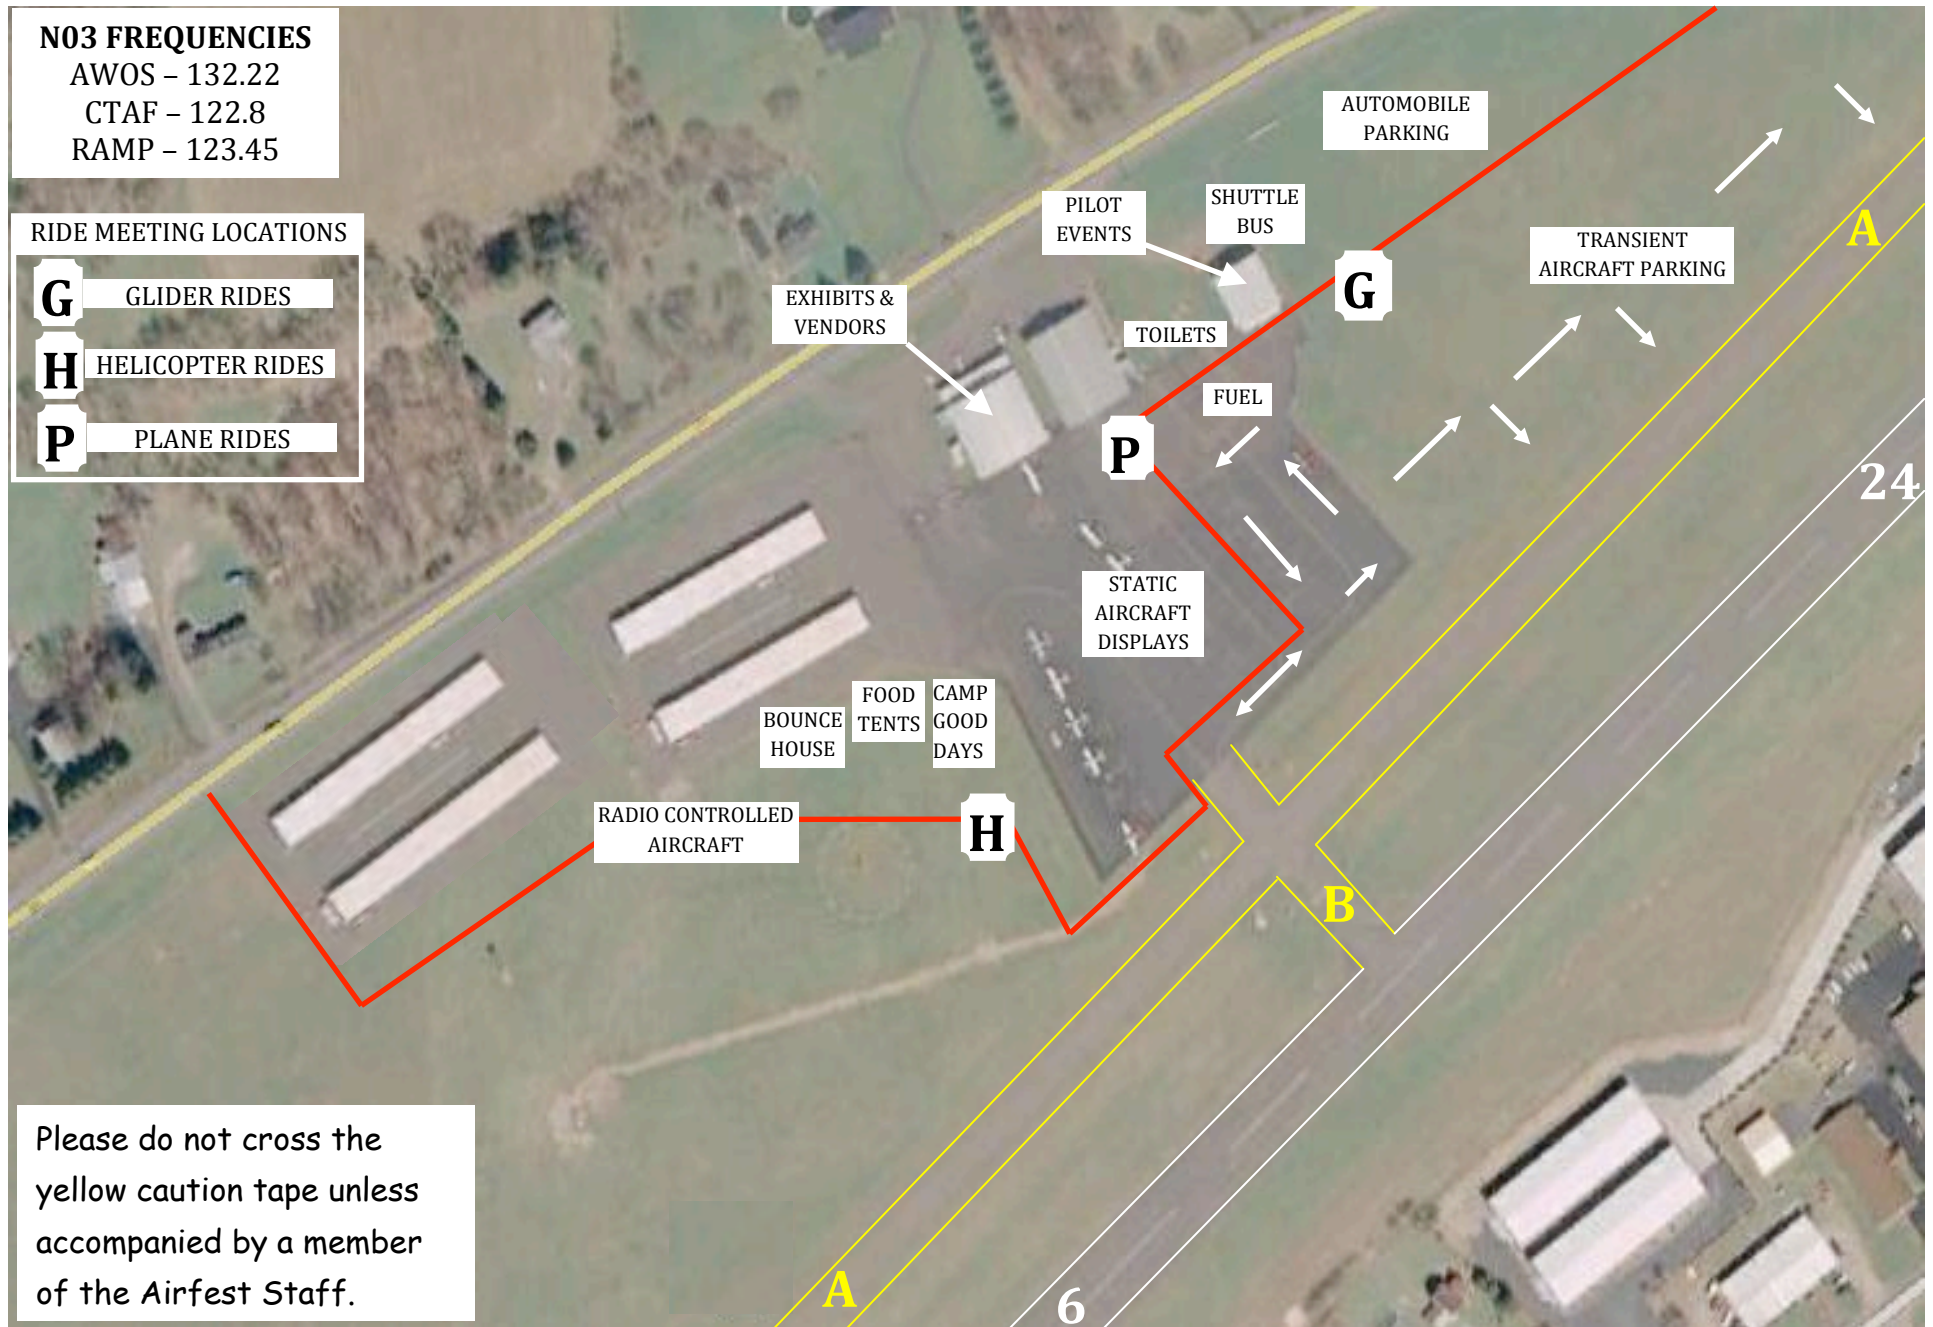 N03 FREQUENCIES
AWOS – 132.22
CTAF – 122.8
RAMP – 123.45
RIDE MEETING LOCATIONS
G GLIDER RIDES
H HELICOPTER RIDES
P PLANE RIDES
AUTOMOBILE
PARKING
PILOT
EVENTS
SHUTTLE
BUS
TRANSIENT
AIRCRAFT PARKING
A
G
EXHIBITS &
VENDORS
TOILETS
FUEL
P
24
STATIC
AIRCRAFT
DISPLAYS
BOUNCE
HOUSE
FOOD
TENTS
CAMP
GOOD
DAYS
RADIO CONTROLLED
AIRCRAFT
H
B
A
6
Please do not cross the
yellow caution tape unless
accompanied by a member
of the Airfest Staff.